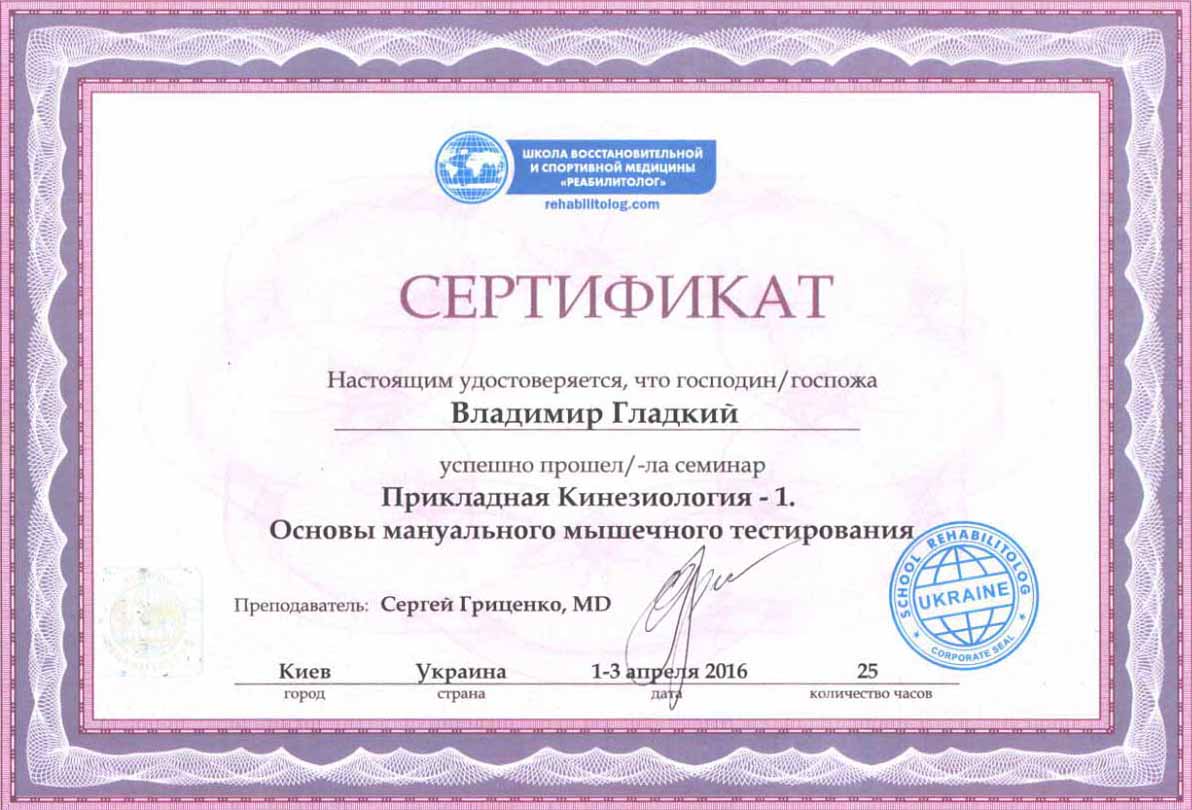 ШКОЛА ВОССТАНОВИТЕЛЬНОЙ
И СПОРТИВНОЙ МЕДИЦИНЫ
«РЕАБИЛИТОЛОГ»
rehabilitolog.com
СЕРТИФИКАТ
Настоящим удостоверяется, что господин/госпожа
Владимир Гладкий
успешно прошел/-ла семинар
Прикладная Кинезиология - 1.
Основы мануального мышечного тестирования
SCHOOL REHABILITOLOG
UKRAINE
CORPORATE SEAL
Преподаватель: Сергей Гриценко, MD
Киев Украина 1-3 апреля 2016 25
город страна дата количество часов